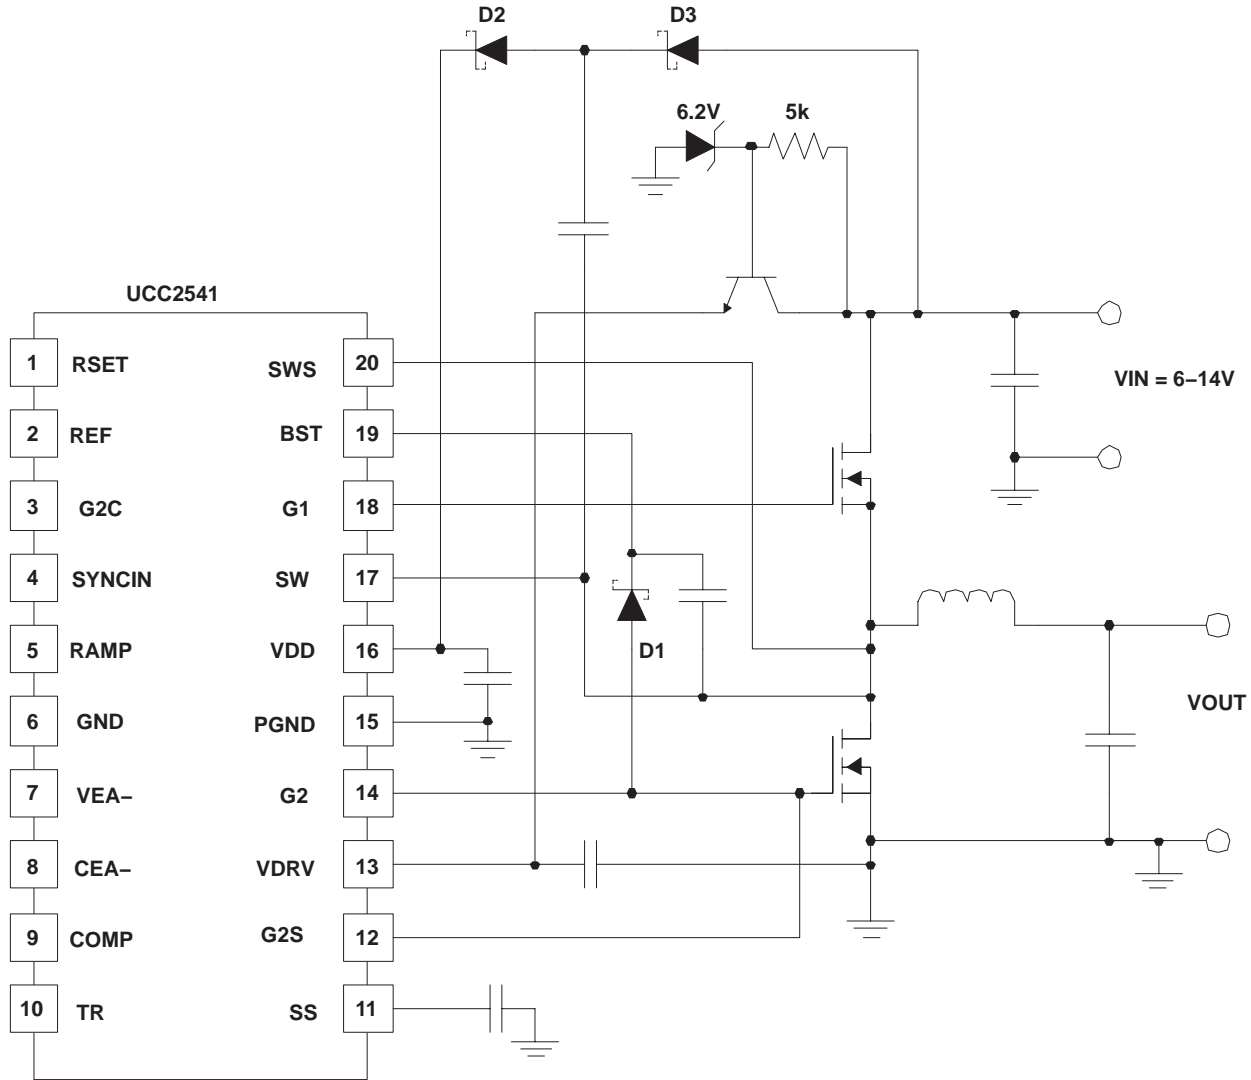 D2
D3
6.2V
5k
UCC2541
1 RSET
SWS 20
2 REF
BST 19
VIN = 6–14V
3 G2C
G1 18
4 SYNCIN
SW 17
5 RAMP
VDD 16
D1
6 GND
PGND 15
VOUT
7 VEA–
G2 14
8 CEA–
VDRV 13
9 COMP
G2S 12
10 TR
SS 11